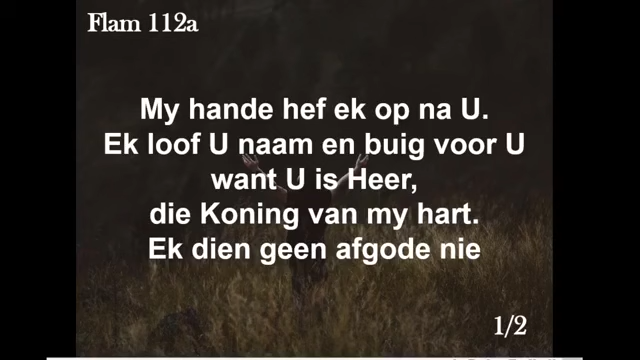 Flam 112a
My hande hef ek op na U.
Ek loof U naam en buig voor U
want U is Heer,
die Koning van my hart.
Ek dien geen afgode nie
1/2